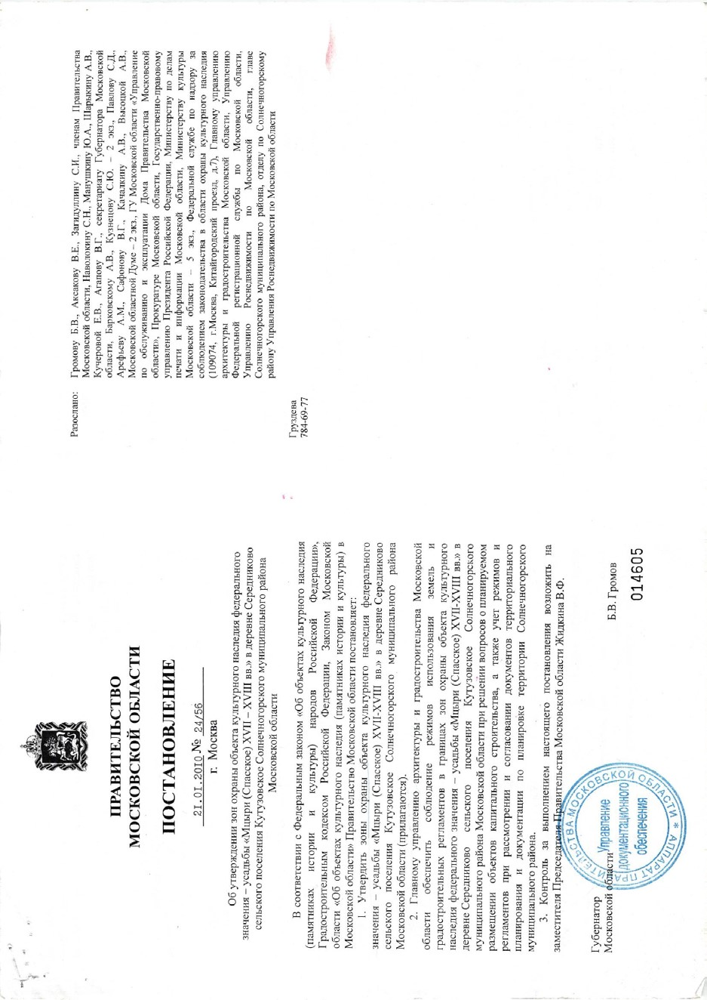 ПРАВИТЕЛЬСТВО
МОСКОВСКОЙ ОБЛАСТИ
ПОСТАНОВЛЕНИЕ
21.01.2010 № 24/56
г. Москва
Об утверждении зон охраны объекта культурного наследия федерального
значения – усадьбы «Мцыри (Спасское) XVII – XVIII вв.» в деревне Середниково
сельского поселения Кутузовское Солнечногорского муниципального района
Московской области
В соответствии с Федеральным законом «Об объектах культурного наследия
(памятниках истории и культуры) народов Российской Федерации»,
Градостроительным кодексом Российской Федерации, Законом Московской
области «Об объектах культурного наследия (памятниках истории и культуры) в
Московской области» Правительство Московской области постановляет:
1. Утвердить зоны охраны объекта культурного наследия федерального
значения – усадьбы «Мцыри (Спасское) XVII-XVIII вв.» в деревне Середниково
сельского поселения Кутузовское Солнечногорского муниципального района
Московской области (прилагаются).
2. Главному управлению архитектуры и градостроительства Московской
области обеспечить соблюдение режимов использования земель и
градостроительных регламентов в границах зон охраны объекта культурного
наследия федерального значения – усадьбы «Мцыри (Спасское) XVII-XVIII вв.» в
деревне Середниково сельского поселения Кутузовское Солнечногорского
муниципального района Московской области при решении вопросов о планируемом
размещении объектов капитального строительства, а также учет режимов и
регламентов при рассмотрении и согласовании документов территориального
планирования и документации по планировке территории Солнечногорского
муниципального района.
3. Контроль за выполнением настоящего постановления возложить на
заместителя Председателя Правительства Московской области Жидкина В.Ф.
Губернатор
Московской области
Б.В. Громов
АППАРАТ ПРАВИТЕЛЬСТВА МОСКОВСКОЙ ОБЛАСТИ *
Управление
документационного
обеспечения
014605
Разослано: Громову Б.В., Аксакову В.Е., Загидуллину С.И., членам Правительства
Московской области, Наволокину С.Н., Манушкину Ю.А., Шарыкину А.В.,
Кучеровой Е.В., Агапову В.Г., секретариату Губернатора Московской
области, Барковскому А.В., Кузнецову С.Ю. – 2 экз., Павлову С.Д.,
Арефьеву А.М., Сафонову В.Г., Качалкину А.В., Высоцкой А.В.,
Московской областной Думе – 2 экз., ГУ Московской области «Управление
по обслуживанию и эксплуатации Дома Правительства Московской
области», Прокуратуре Московской области, Государственно-правовому
управлению Президента Российской Федерации, Министерству по делам
печати и информации Московской области, Министерству культуры
Московской области – 5 экз., Федеральной службе по надзору за
соблюдением законодательства в области охраны культурного наследия
(109074, г.Москва, Китайгородский проезд, д.7), Главному управлению
архитектуры и градостроительства Московской области, Управлению
Федеральной регистрационной службы по Московской области,
Управлению Роснедвижимости по Московской области, главе
Солнечногорского муниципального района, отделу по Солнечногорскому
району Управления Роснедвижимости по Московской области
Груздева
784-69-77